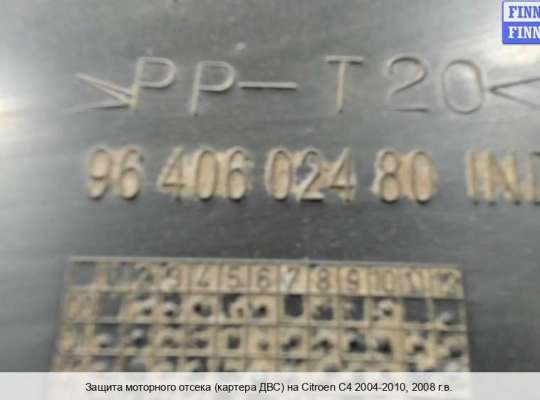 FINN
FINN
>PP-T20<
96 406 024 80 IND
1 2 3 4 5 6 7 8 9 10 11 12
Защита моторного отсека (картера ДВС) на Citroen C4 2004-2010, 2008 г.в.